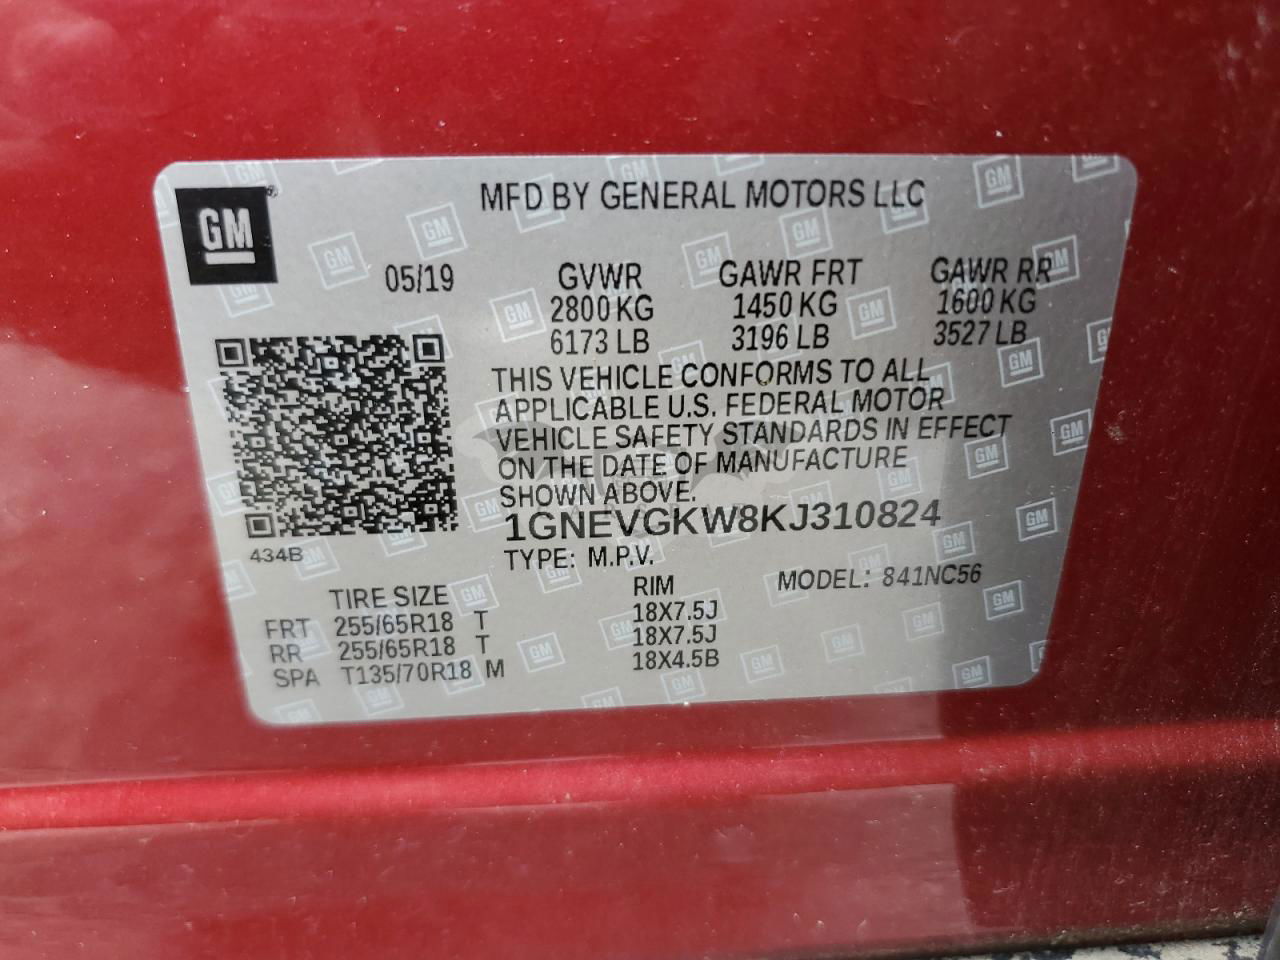 GM
MFD BY GENERAL MOTORS LLC
05/19
GVWR GAWR FRT GAWR RR
2800 KG 1450 KG 1600 KG
6173 LB 3196 LB 3527 LB
THIS VEHICLE CONFORMS TO ALL
APPLICABLE U.S. FEDERAL MOTOR
VEHICLE SAFETY STANDARDS IN EFFECT
ON THE DATE OF MANUFACTURE
SHOWN ABOVE.
1GNEVGKW8KJ310824
434B
TYPE: M.P.V. MODEL: 841NC56
TIRE SIZE RIM
FRT 255/65R18 T 18X7.5J
RR 255/65R18 T 18X7.5J
SPA T135/70R18 M 18X4.5B